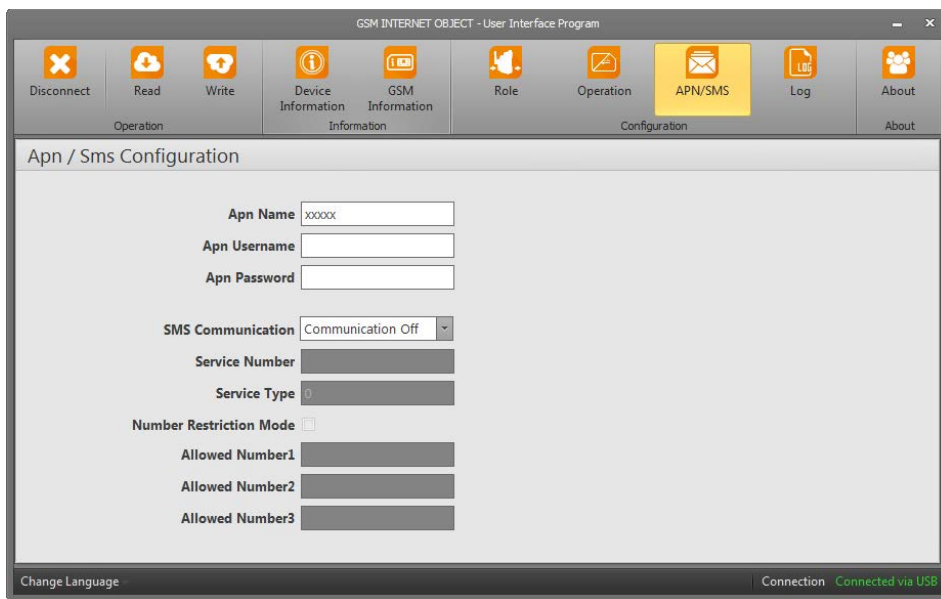 GSM INTERNET OBJECT - User Interface Program
Disconnect
Read
Write
Device
Information
GSM
Information
Role
Operation
APN/SMS
LOG
Log
About
Operation
Information
Configuration
About
Apn / Sms Configuration
Apn Name xxxxx
Apn Username
Apn Password
SMS Communication Communication Off
Service Number
Service Type 0
Number Restriction Mode
Allowed Number1
Allowed Number2
Allowed Number3
Change Language
Connection Connected via USB